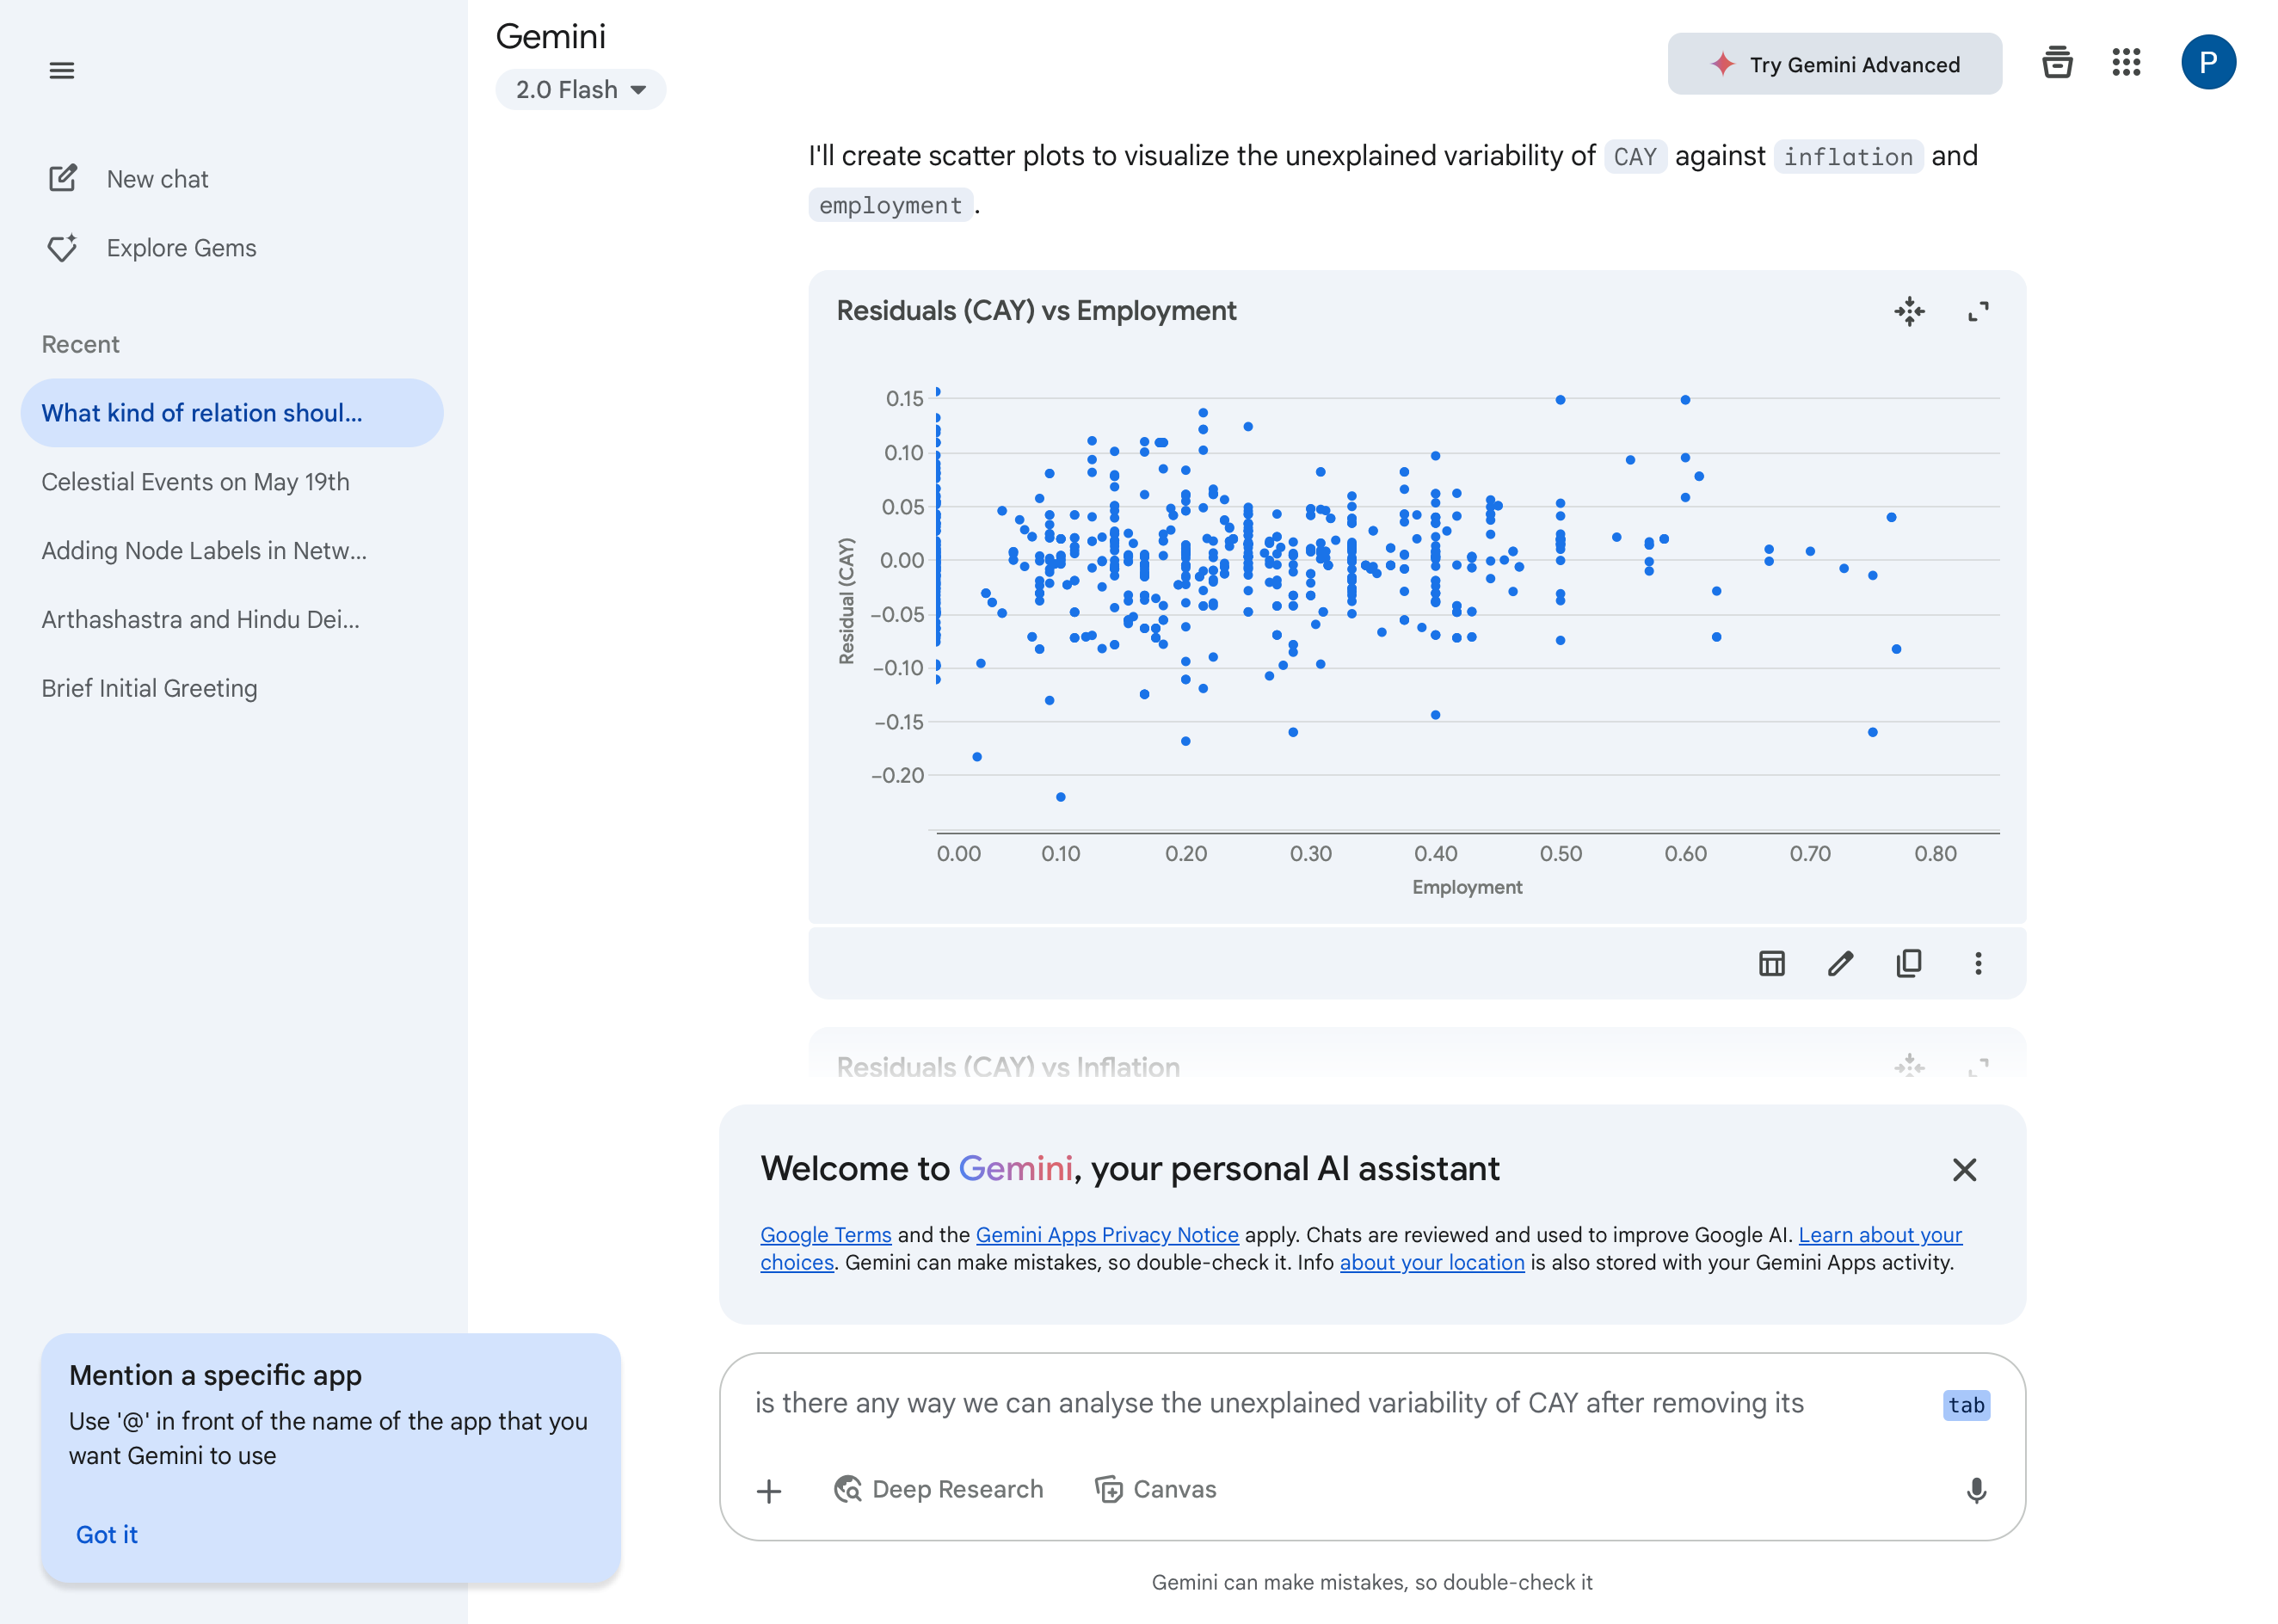 Gemini
2.0 Flash
Try Gemini Advanced
P
New chat
Explore Gems
Recent
What kind of relation shoul...
Celestial Events on May 19th
Adding Node Labels in Netw...
Arthashastra and Hindu Dei...
Brief Initial Greeting
I'll create scatter plots to visualize the unexplained variability of CAY against inflation and
employment.
Residuals (CAY) vs Employment
0.15
0.10
0.05
0.00
−0.05
−0.10
−0.15
−0.20
Residual (CAY)
0.00 0.10 0.20 0.30 0.40 0.50 0.60 0.70 0.80
Employment
Residuals (CAY) vs Inflation
Welcome to Gemini, your personal AI assistant
Google Terms and the Gemini Apps Privacy Notice apply. Chats are reviewed and used to improve Google AI. Learn about your
choices. Gemini can make mistakes, so double-check it. Info about your location is also stored with your Gemini Apps activity.
Mention a specific app
Use '@' in front of the name of the app that you
want Gemini to use
Got it
is there any way we can analyse the unexplained variability of CAY after removing its
tab
Deep Research
Canvas
Gemini can make mistakes, so double-check it